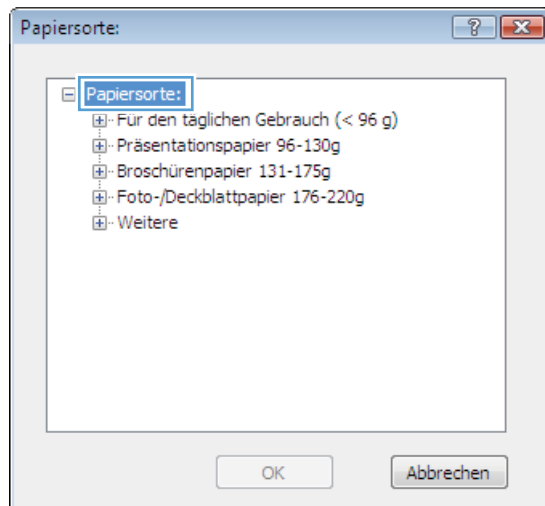 Papiersorte:
Papiersorte:
Für den täglichen Gebrauch (< 96 g)
Präsentationspapier 96-130g
Broschürenpapier 131-175g
Foto-/Deckblattpapier 176-220g
Weitere
OK Abbrechen